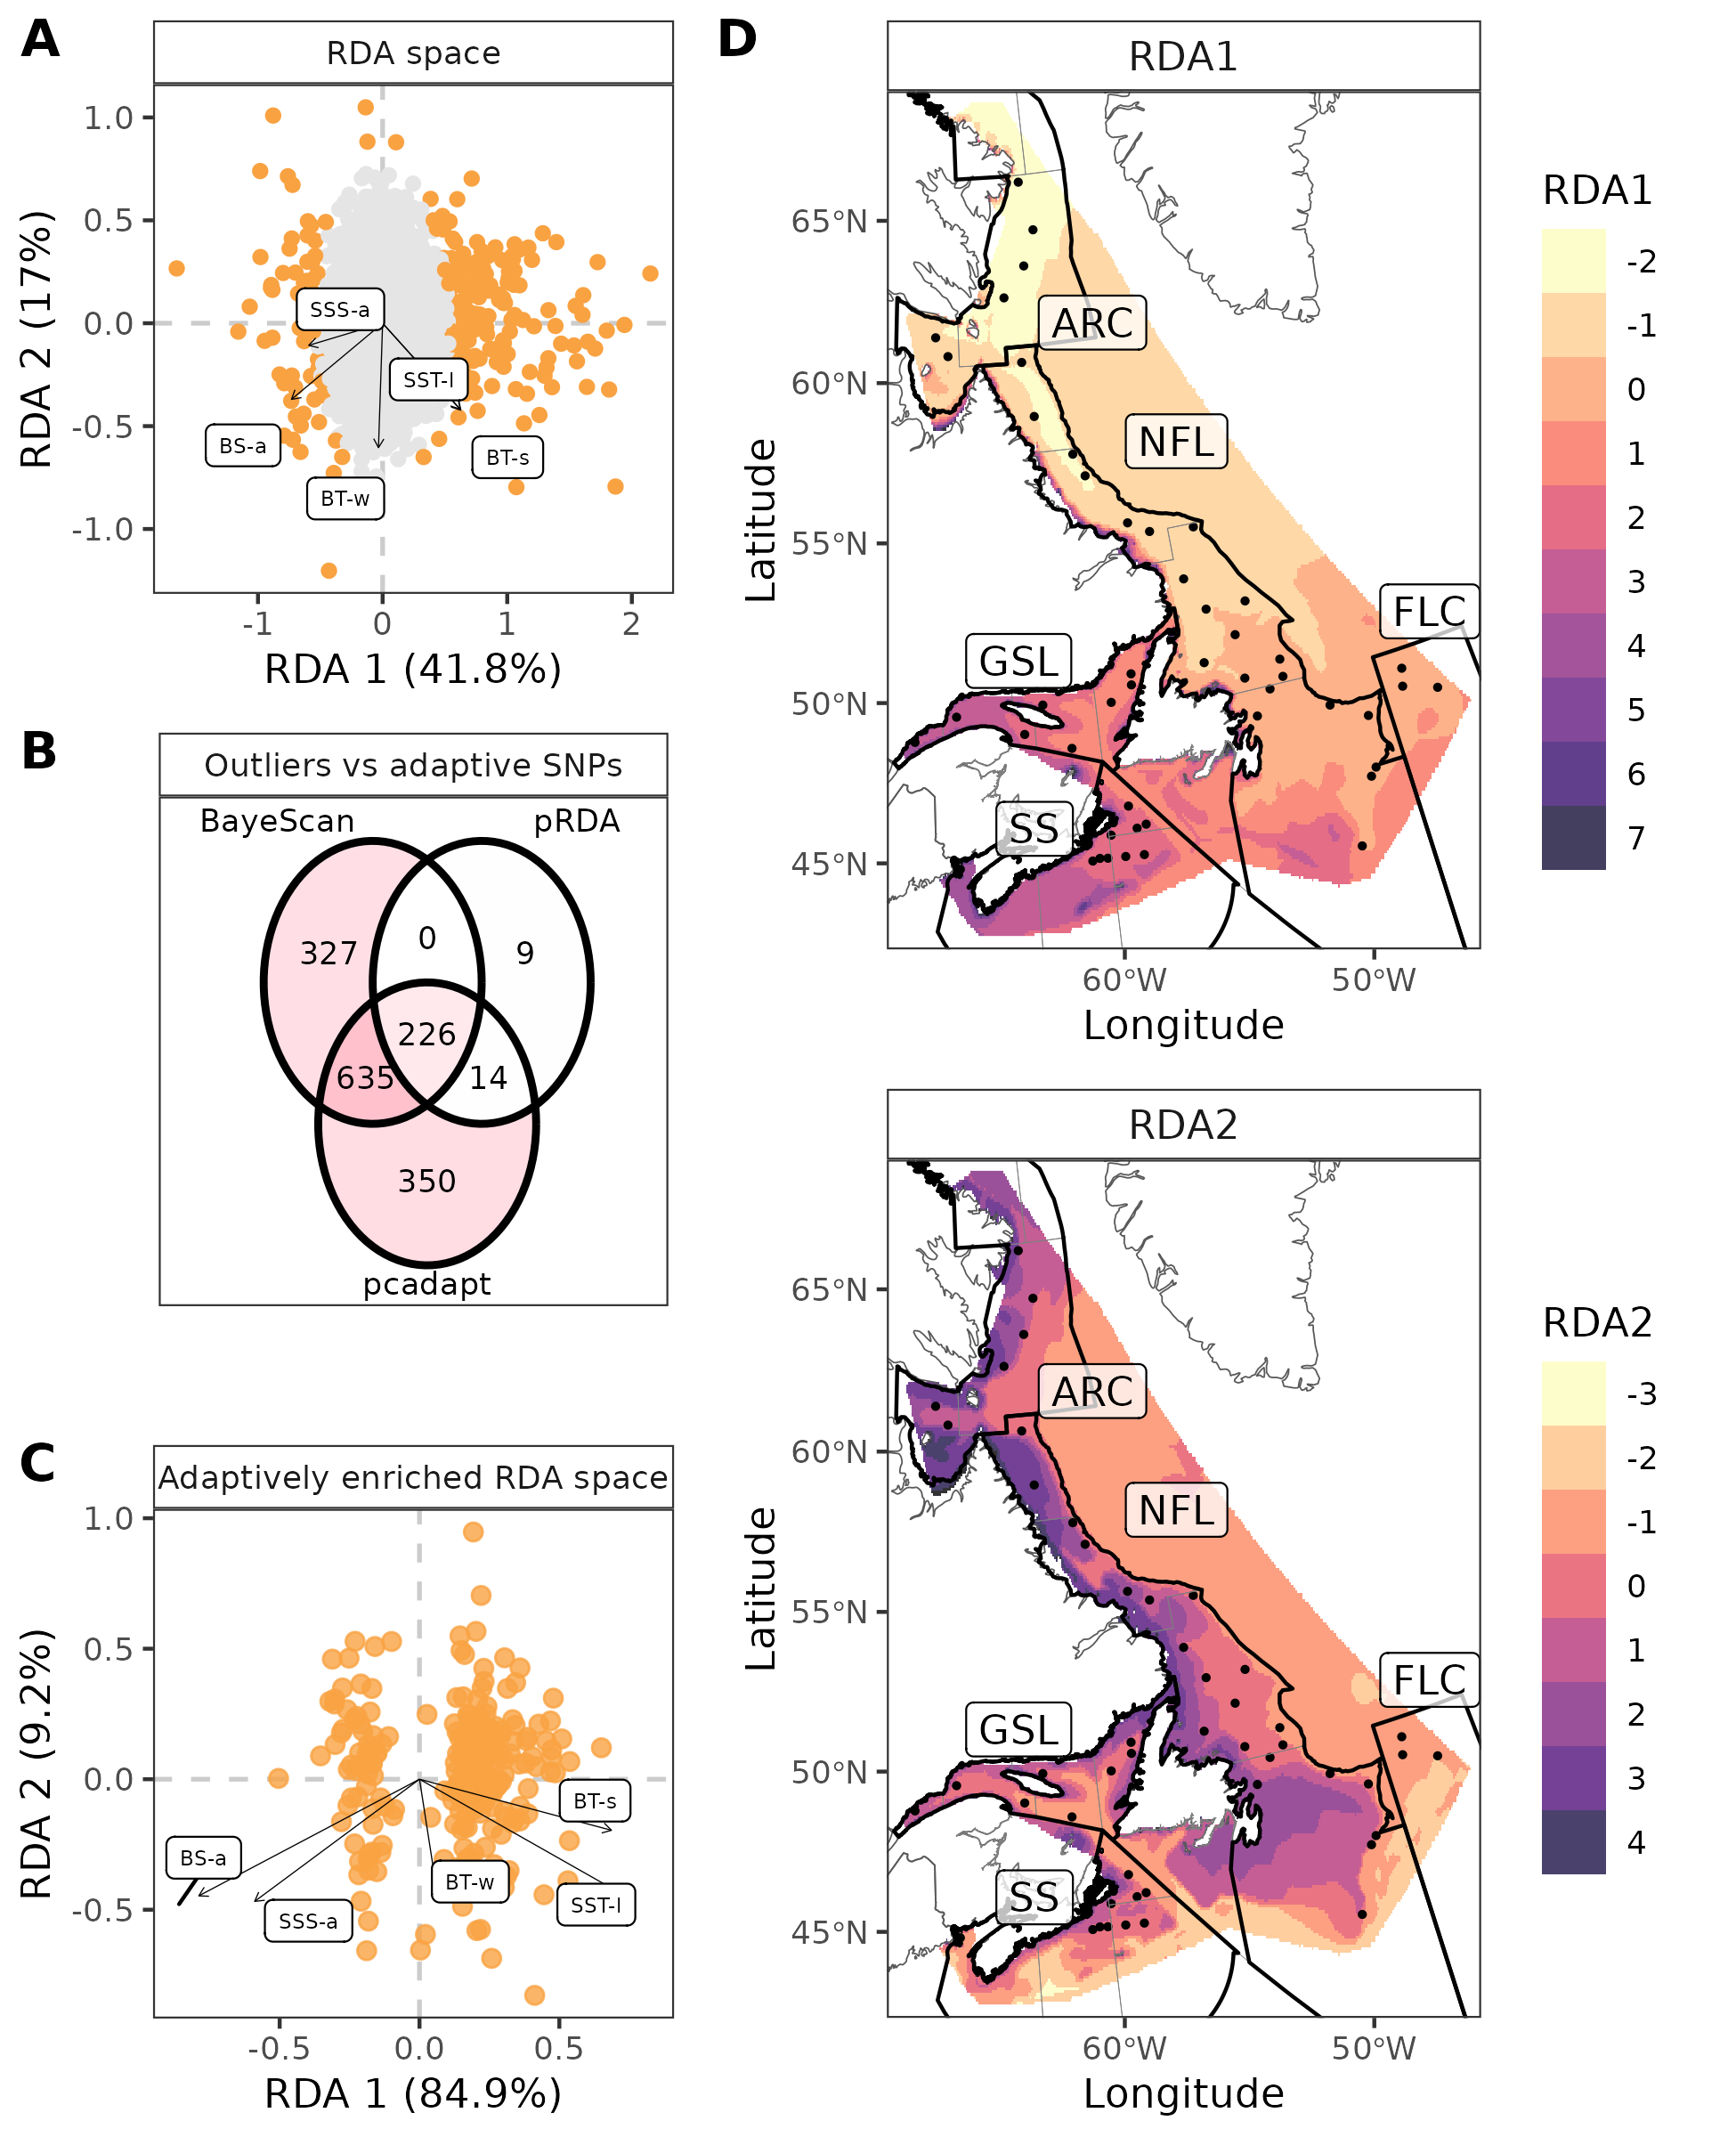 A
RDA space
RDA 2 (17%)
1.0
0.5
0.0
-0.5
-1.0
SSS-a
SST-l
BS-a
BT-s
BT-w
-1
0
1
2
RDA 1 (41.8%)
B
Outliers vs adaptive SNPs
BayeScan
pRDA
327
0
9
226
635
14
350
pcadapt
C
Adaptively enriched RDA space
RDA 2 (9.2%)
1.0
0.5
0.0
-0.5
BT-s
BS-a
BT-w
SSS-a
SST-l
-0.5
0.0
0.5
RDA 1 (84.9%)
D
RDA1
Latitude
65°N
60°N
55°N
50°N
45°N
ARC
NFL
FLC
GSL
SS
60°W
50°W
Longitude
RDA1
-2
-1
0
1
2
3
4
5
6
7
RDA2
Latitude
65°N
60°N
55°N
50°N
45°N
ARC
NFL
FLC
GSL
SS
60°W
50°W
Longitude
RDA2
-3
-2
-1
0
1
2
3
4